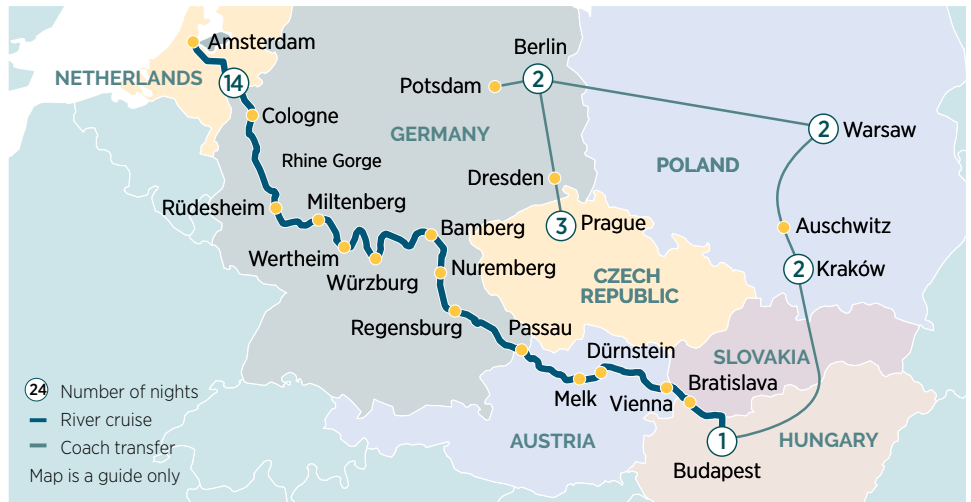 Amsterdam
NETHERLANDS
14
Cologne
GERMANY
Rhine Gorge
Rüdesheim
Miltenberg
Wertheim
Würzburg
Bamberg
Nuremberg
Regensburg
Passau
Berlin
2
Potsdam
Dresden
3
Prague
CZECH
REPUBLIC
2
Warsaw
POLAND
Auschwitz
2
Kraków
SLOVAKIA
Dürnstein
Melk
Vienna
Bratislava
AUSTRIA
HUNGARY
1
Budapest
24 Number of nights
River cruise
Coach transfer
Map is a guide only